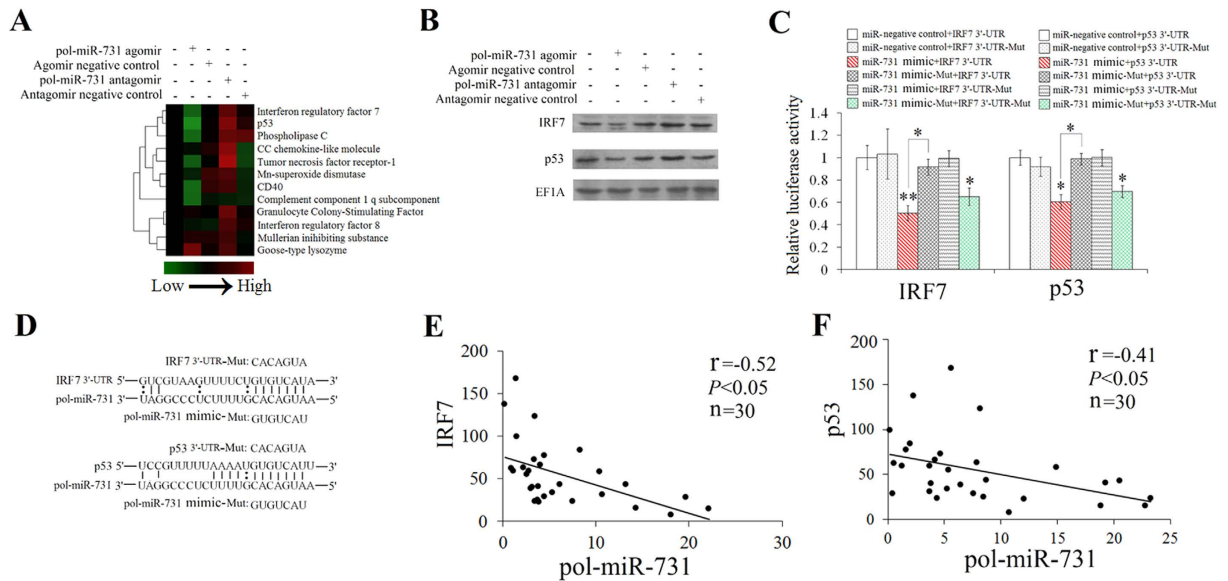 A
pol-miR-731 agomir - + - - -
Agomir negative control - - + - -
pol-miR-731 antagomir - - - + -
Antagomir negative control - - - - +
Interferon regulatory factor 7
p53
Phospholipase C
CC chemokine-like molecule
Tumor necrosis factor receptor-1
Mn-superoxide dismutase
CD40
Complement component 1 q subcomponent
Granulocyte Colony-Stimulating Factor
Interferon regulatory factor 8
Mullerian inihibiting substance
Goose-type lysozyme
Low High
B
pol-miR-731 agomir - + - - -
Agomir negative control - - + - -
pol-miR-731 antagomir - - - + -
Antagomir negative control - - - - +
IRF7
p53
EF1A
C
miR-negative control+IRF7 3'-UTR
miR-negative control+IRF7 3'-UTR-Mut
miR-731 mimic+IRF7 3'-UTR
miR-731 mimic-Mut+IRF7 3'-UTR
miR-731 mimic+IRF7 3'-UTR-Mut
miR-731 mimic-Mut+IRF7 3'-UTR-Mut
miR-negative control+p53 3'-UTR
miR-negative control+p53 3'-UTR-Mut
miR-731 mimic+p53 3'-UTR
miR-731 mimic-Mut+p53 3'-UTR
miR-731 mimic+p53 3'-UTR-Mut
miR-731 mimic-Mut+p53 3'-UTR-Mut
Relative luciferase activity
1.4
1.2
1
0.8
0.6
0.4
0.2
0
* *
** * * *
IRF7 p53
D
IRF7 3'-UTR-Mut: CACAGUA
IRF7 3'-UTR 5'-GUCGUAAGUUUUCUGUGUCAUA-3'
pol-miR-731 3'-UAGGCCCUCUUUUGCACAGUAA-5'
pol-miR-731 mimic-Mut: GUGUCAU
p53 3'-UTR-Mut: CACAGUA
p53 5'-UCCGUUUUUAAAAUGUGUCAUU-3'
pol-miR-731 3'-UAGGCCCUCUUUUGCACAGUAA-5'
pol-miR-731 mimic-Mut: GUGUCAU
E
IRF7
200
150
100
50
0
0 10 20 30
pol-miR-731
r=-0.52
P<0.05
n=30
F
p53
200
150
100
50
0
0 5 10 15 20 25
pol-miR-731
r=-0.41
P<0.05
n=30